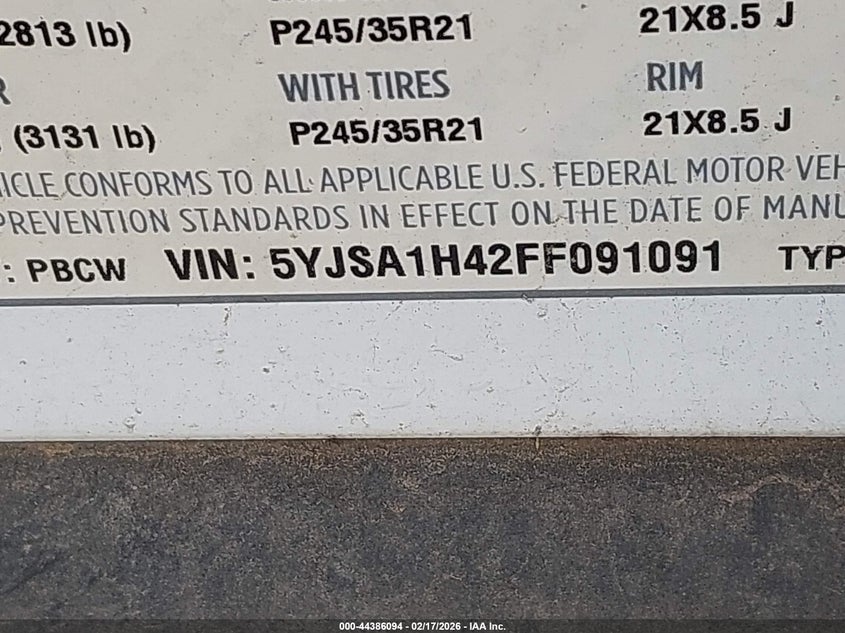 2813 lb) P245/35R21 21X8.5 J
R WITH TIRES RIM
(3131 lb) P245/35R21 21X8.5 J
ICLE CONFORMS TO ALL APPLICABLE U.S. FEDERAL MOTOR VEH
PREVENTION STANDARDS IN EFFECT ON THE DATE OF MANU
: PBCW VIN: 5YJSA1H42FF091091 TYP
000-44386094 - 02/17/2026 - IAA Inc.